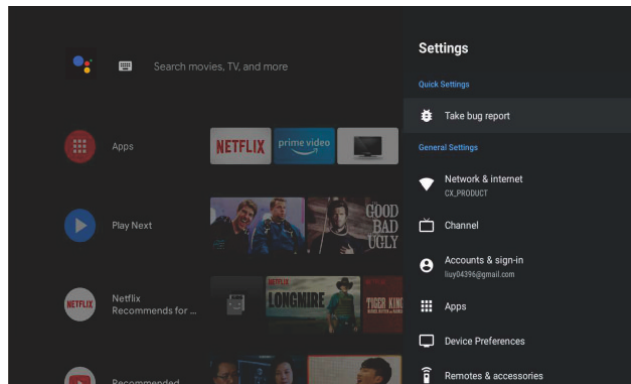 Search movies, TV, and more
Apps
NETFLIX
prime video
Play Next
GOOD
BAD
UGLY
NETFLIX
Netflix
Recommends for ...
NETFLIX
LONGMIRE
TIGER KING
Recommended
Settings
Quick Settings
Take bug report
General Settings
Network & internet
CX_PRODUCT
Channel
Accounts & sign-in
liuy04396@gmail.com
Apps
Device Preferences
Remotes & accessories